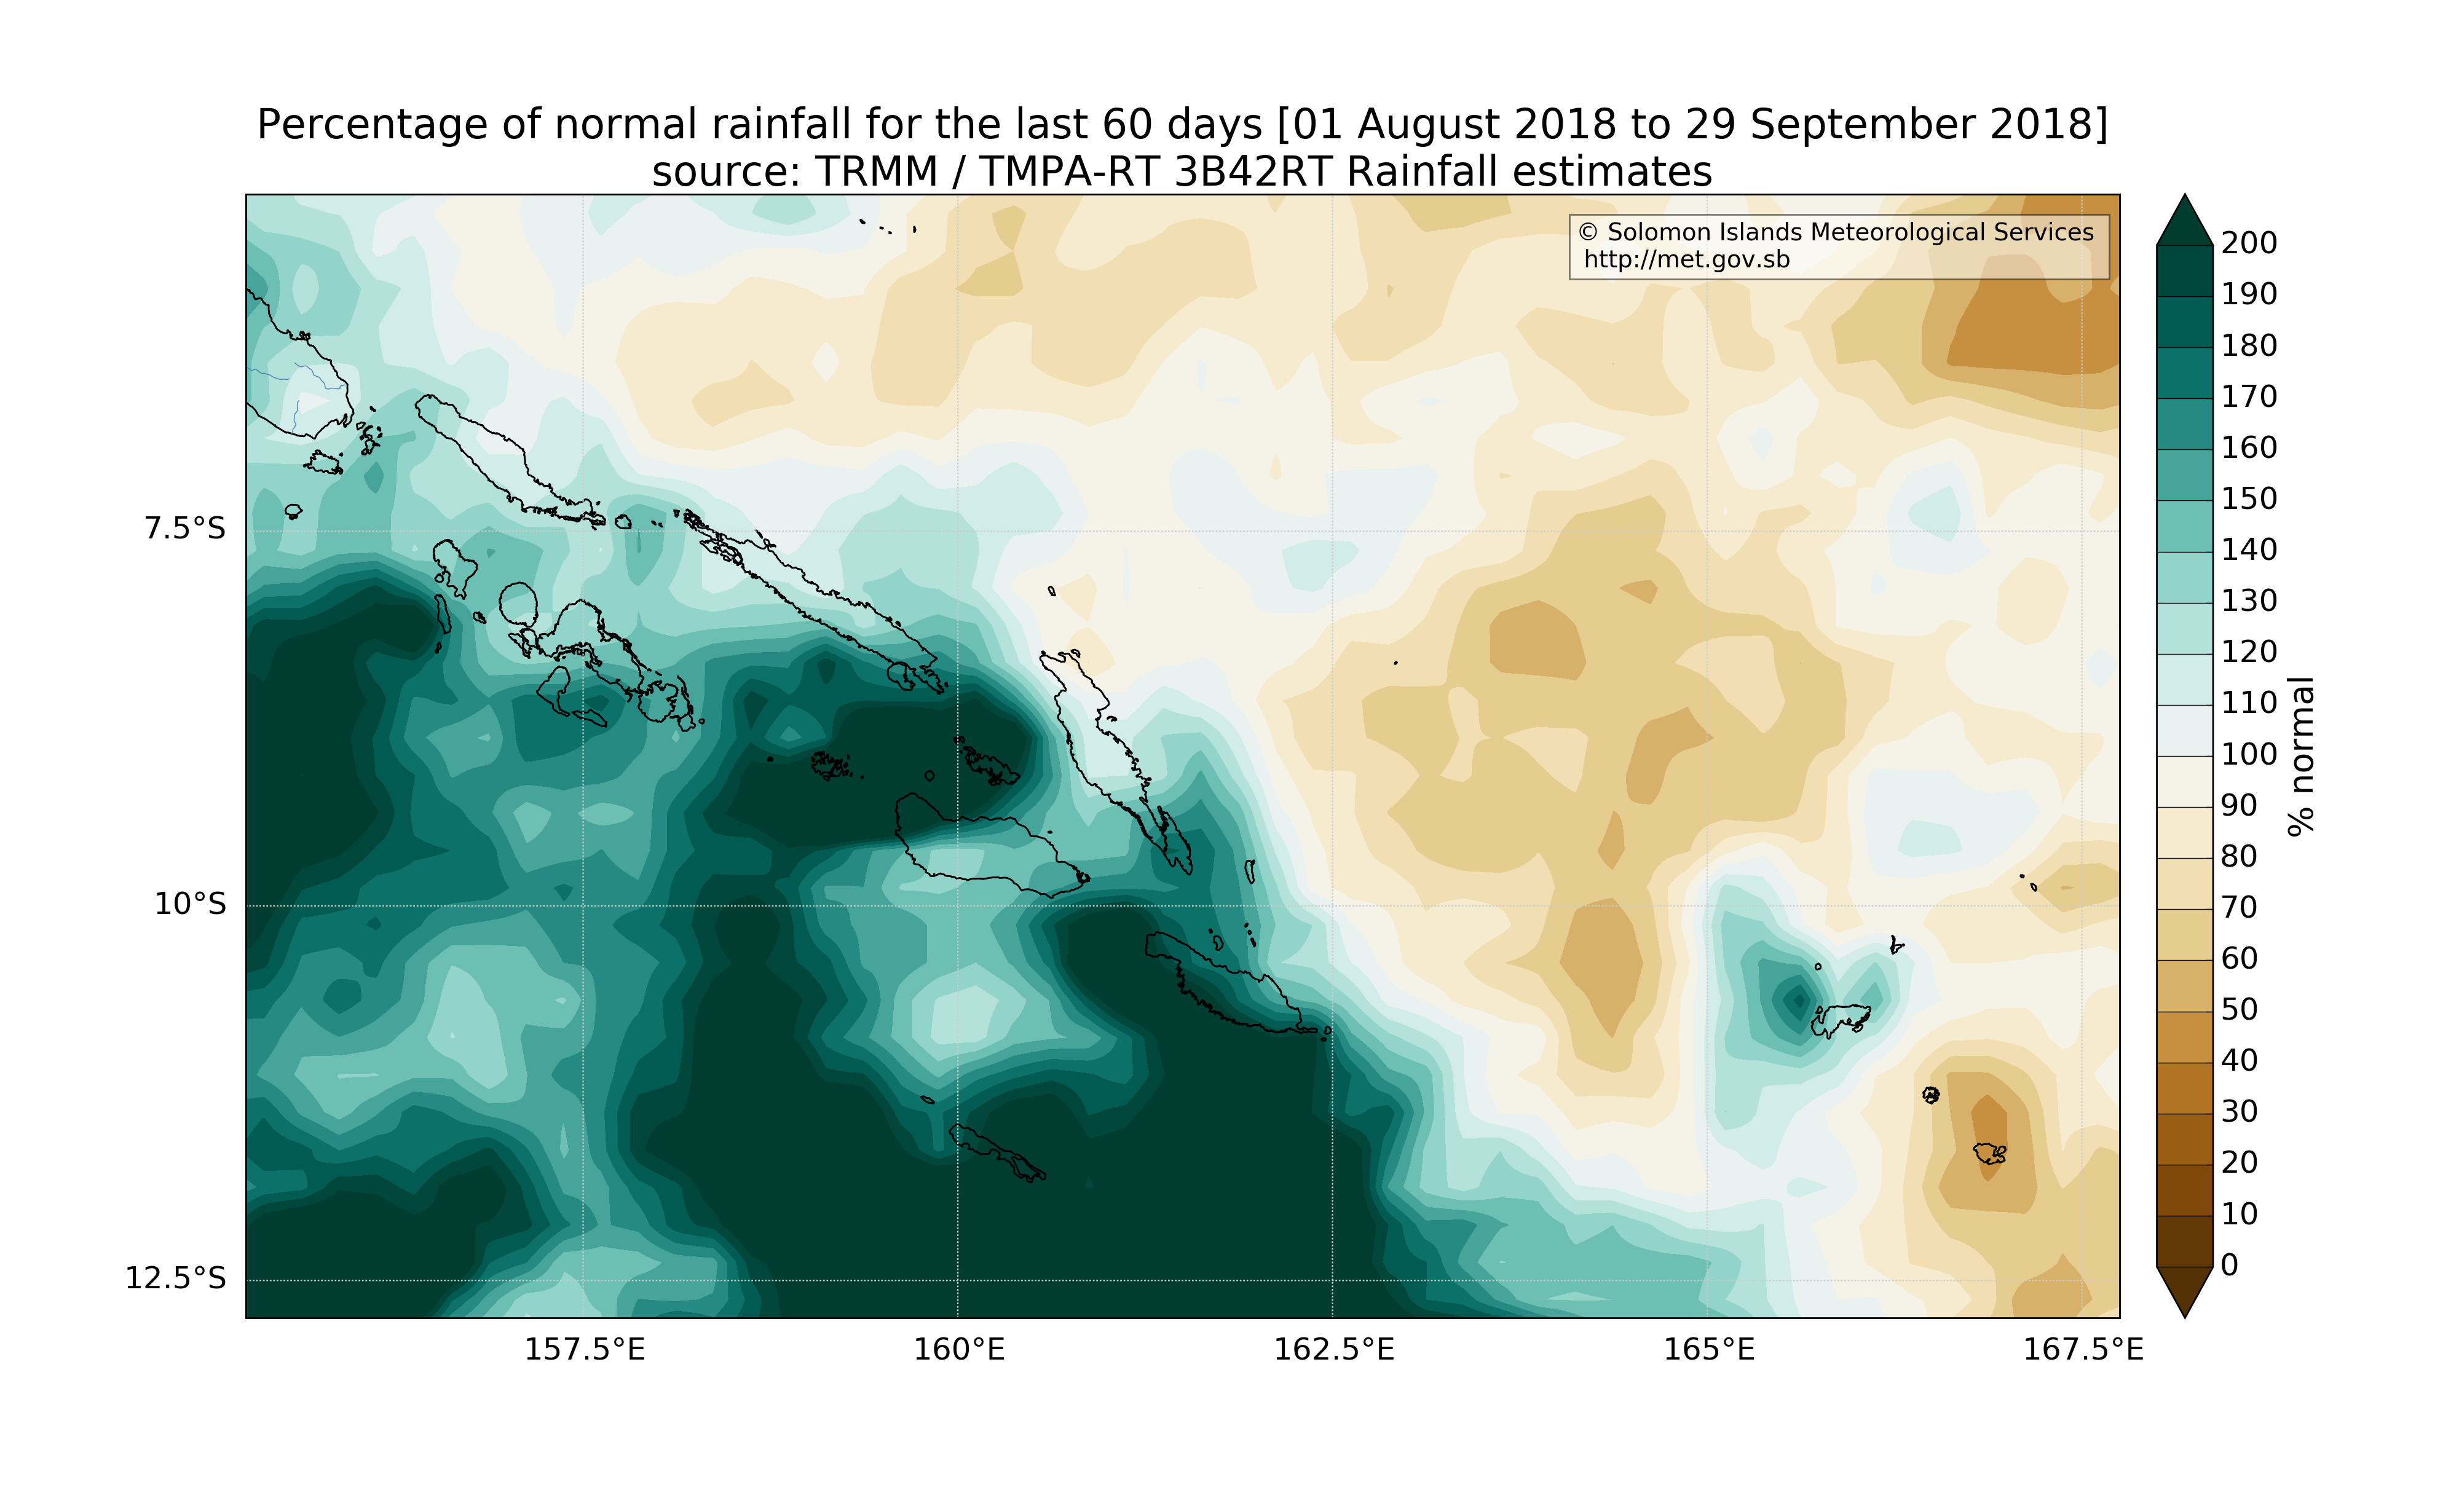 Percentage of normal rainfall for the last 60 days [01 August 2018 to 29 September 2018]
source: TRMM / TMPA-RT 3B42RT Rainfall estimates
© Solomon Islands Meteorological Services
http://met.gov.sb
7.5°S
10°S
12.5°S
157.5°E
160°E
162.5°E
165°E
167.5°E
200
190
180
170
160
150
140
130
120
110
100
90
80
70
60
50
40
30
20
10
0
% normal